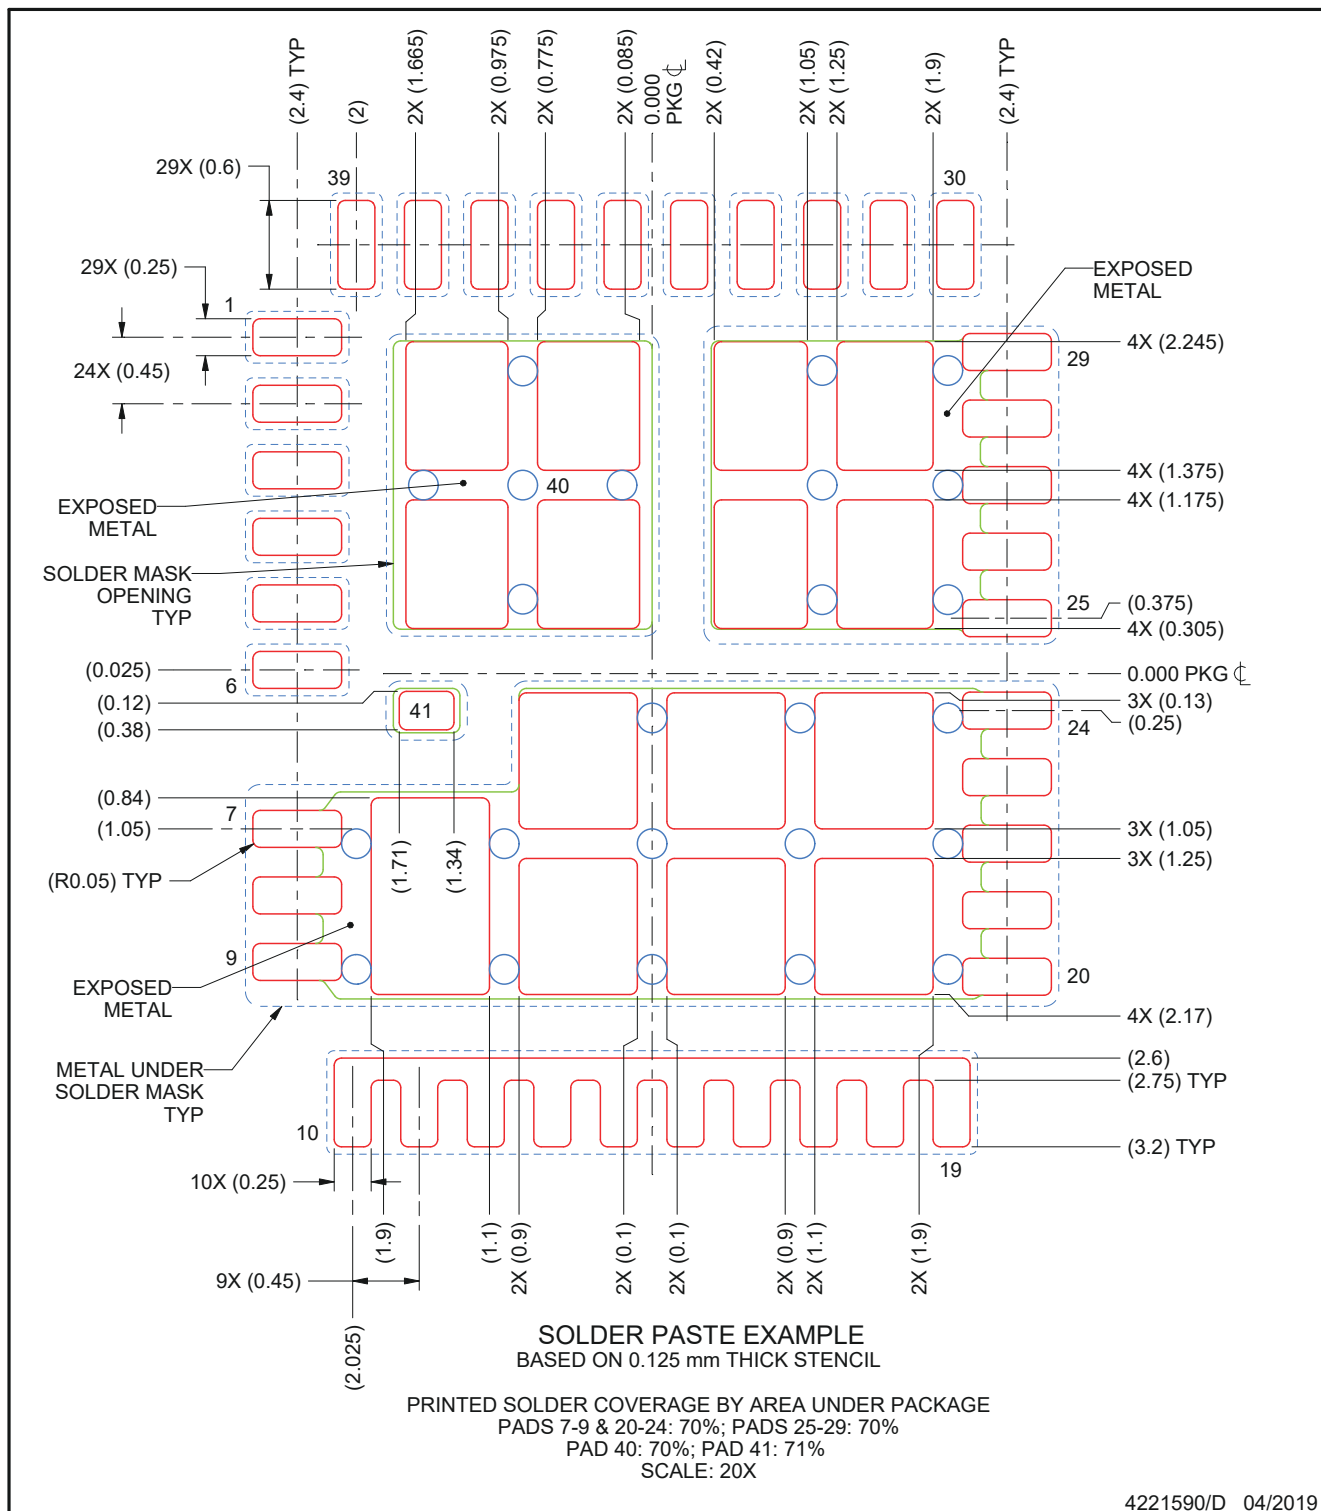 (2.4) TYP
(2)
2X (1.665)
2X (0.975)
2X (0.775)
2X (0.085)
0.000
PKG ℄
2X (0.42)
2X (1.05)
2X (1.25)
2X (1.9)
(2.4) TYP
29X (0.6)
39
30
29X (0.25)
1
24X (0.45)
EXPOSED
METAL
4X (2.245)
29
4X (1.375)
4X (1.175)
40
EXPOSED
METAL
SOLDER MASK
OPENING
TYP
25
(0.375)
4X (0.305)
(0.025)
6
0.000 PKG ℄
(0.12)
41
(0.38)
3X (0.13)
24
(0.25)
(0.84)
7
(1.05)
(1.71)
(1.34)
3X (1.05)
3X (1.25)
(R0.05) TYP
9
EXPOSED
METAL
20
4X (2.17)
METAL UNDER
SOLDER MASK
TYP
(2.6)
(2.75) TYP
10
(3.2) TYP
19
10X (0.25)
(1.9)
(1.1)
2X (0.9)
2X (0.1)
2X (0.1)
2X (0.9)
2X (1.1)
2X (1.9)
9X (0.45)
(2.025)
SOLDER PASTE EXAMPLE
BASED ON 0.125 mm THICK STENCIL
PRINTED SOLDER COVERAGE BY AREA UNDER PACKAGE
PADS 7-9 & 20-24: 70%; PADS 25-29: 70%
PAD 40: 70%; PAD 41: 71%
SCALE: 20X
4221590/D 04/2019